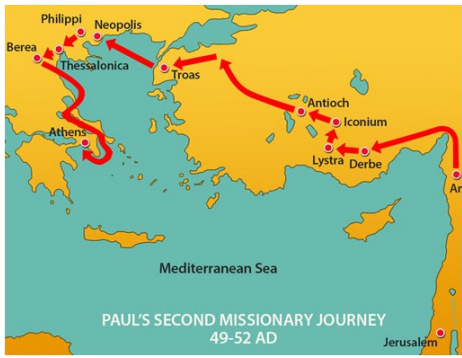 Philippi
Neopolis
Berea
Thessalonica
Troas
Athens
Antioch
Iconium
Lystra
Derbe
An
Mediterranean Sea
PAUL'S SECOND MISSIONARY JOURNEY
49-52 AD
Jerusalem